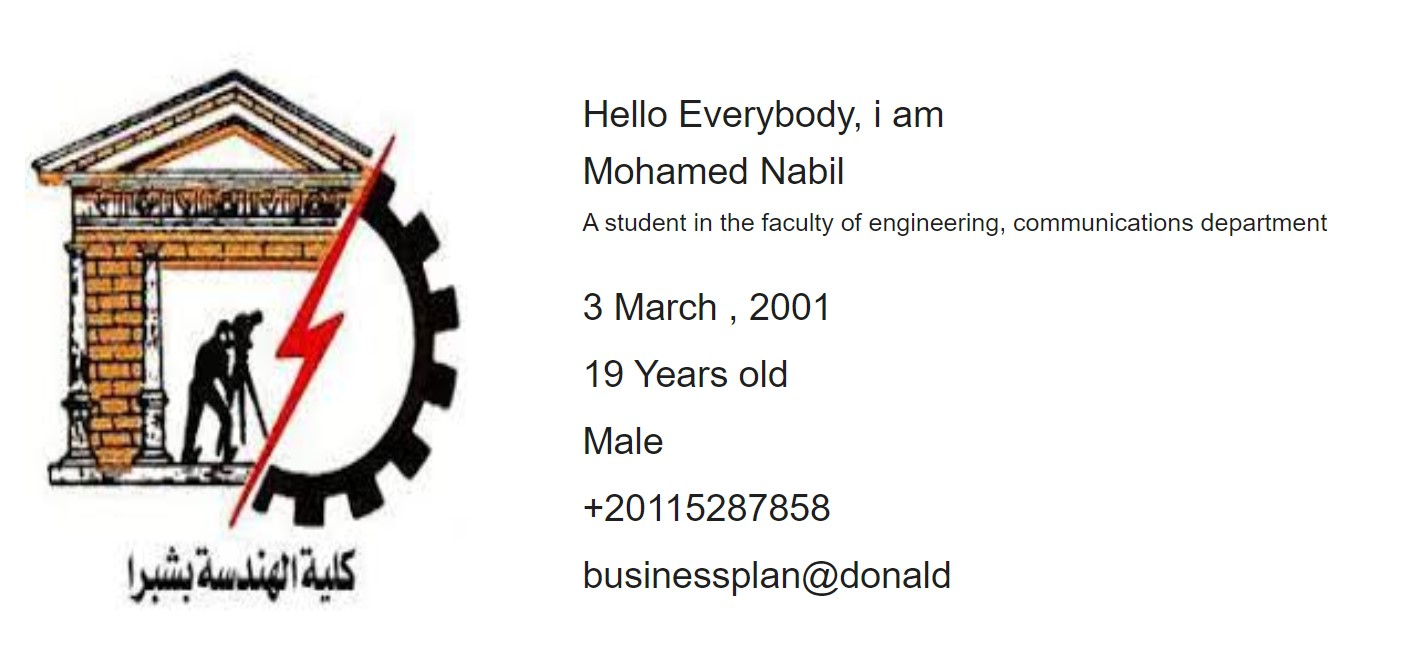 Hello Everybody, i am
Mohamed Nabil
A student in the faculty of engineering, communications department
3 March , 2001
19 Years old
Male
+20115287858
businessplan@donald
كلية الهندسة بشبرا